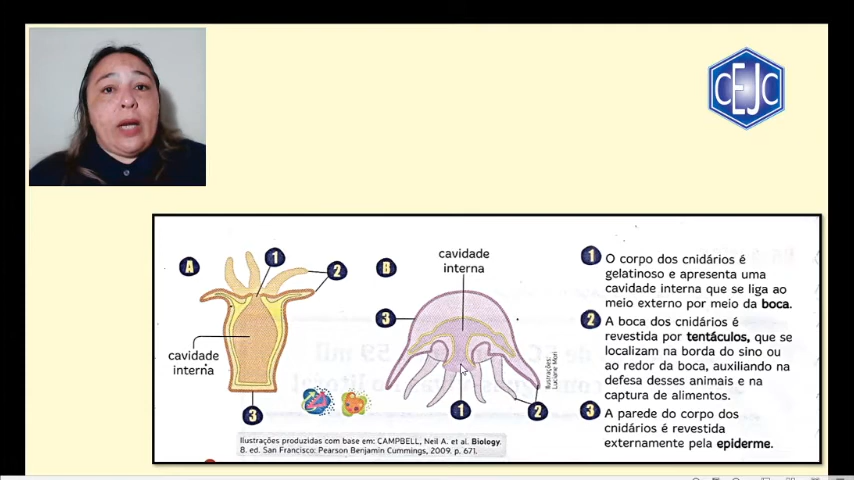 CEJC
A
1
2
B
cavidade
interna
3
cavidade
interna
3
1
2
Ilustrações:
Luciane Mori
1 O corpo dos cnidários é
gelatinoso e apresenta uma
cavidade interna que se liga ao
meio externo por meio da boca.
2 A boca dos cnidários é
revestida por tentáculos, que se
localizam na borda do sino ou
ao redor da boca, auxiliando na
defesa desses animais e na
captura de alimentos.
3 A parede do corpo dos
cnidários é revestida
externamente pela epiderme.
Ilustrações produzidas com base em: CAMPBELL, Neil A. et al. Biology.
8. ed. San Francisco: Pearson Benjamin Cummings, 2009. p. 671.